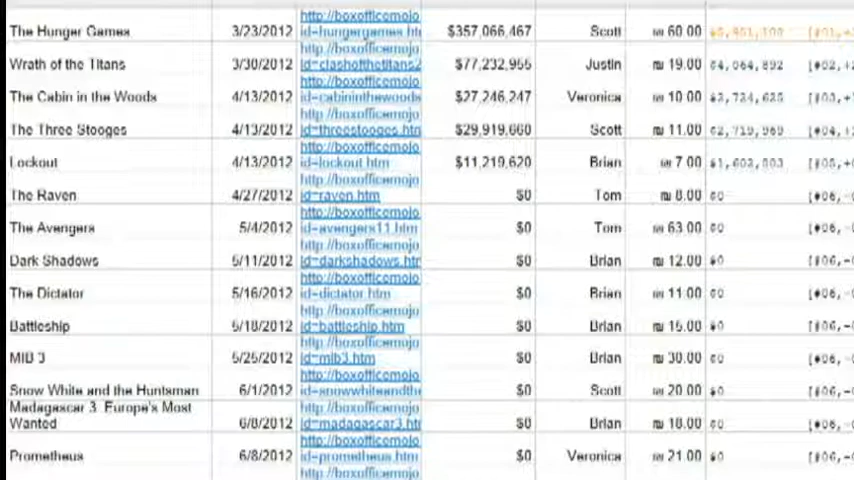 http://boxofficemojo
The Hunger Games 3/23/2012 id=hungergames.ht $357,066,467 Scott ₪ 60.00
http://boxofficemojo
Wrath of the Titans 3/30/2012 id=clashofthetitans2 $77,232,955 Justin ₪ 19.00
http://boxofficemojo
The Cabin in the Woods 4/13/2012 id=cabininthewoods $27,246,247 Veronica ₪ 10.00
http://boxofficemojo
The Three Stooges 4/13/2012 id=threestooges.htm $29,919,660 Scott ₪ 11.00
http://boxofficemojo
Lockout 4/13/2012 id=lockout.htm $11,219,620 Brian ₪ 7.00
http://boxofficemojo
The Raven 4/27/2012 id=raven.htm $0 Tom ₪ 8.00
http://boxofficemojo
The Avengers 5/4/2012 id=avengers11.htm $0 Tom ₪ 63.00
http://boxofficemojo
Dark Shadows 5/11/2012 id=darkshadows.htm $0 Brian ₪ 12.00
http://boxofficemojo
The Dictator 5/16/2012 id=dictator.htm $0 Brian ₪ 11.00
http://boxofficemojo
Battleship 5/18/2012 id=battleship.htm $0 Brian ₪ 15.00
http://boxofficemojo
MIB 3 5/25/2012 id=mib3.htm $0 Brian ₪ 30.00
http://boxofficemojo
Snow White and the Huntsman 6/1/2012 id=snowwhiteandthe $0 Scott ₪ 20.00
Madagascar 3: Europe's Most http://boxofficemojo
Wanted 6/8/2012 id=madagascar3.ht $0 Brian ₪ 18.00
http://boxofficemojo
Prometheus 6/8/2012 id=prometheus.htm $0 Veronica ₪ 21.00
http://boxofficemojo